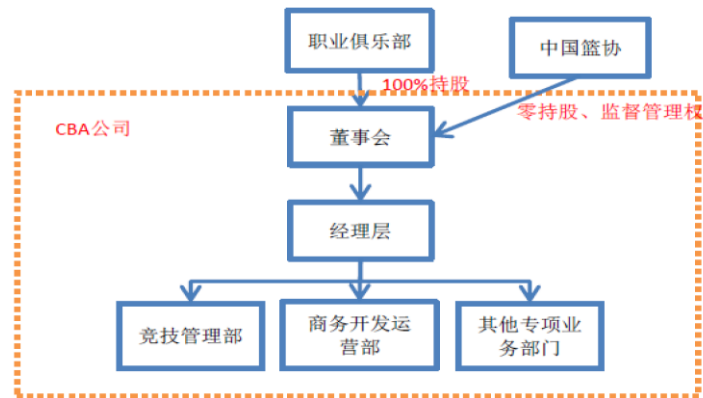 职业俱乐部
中国篮协
100%持股
零持股、监督管理权
CBA公司
董事会
经理层
竞技管理部
商务开发运
营部
其他专项业
务部门